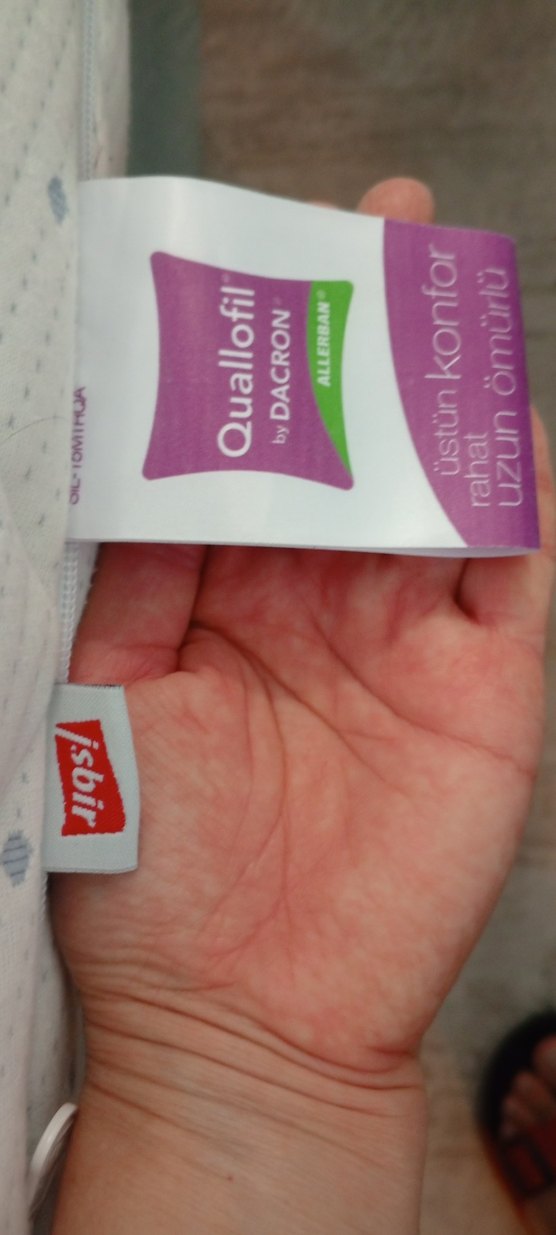 Quallofil®
by DACRON®
ALLERBAN®
üstün konfor
rahat
uzun ömürlü
işbir